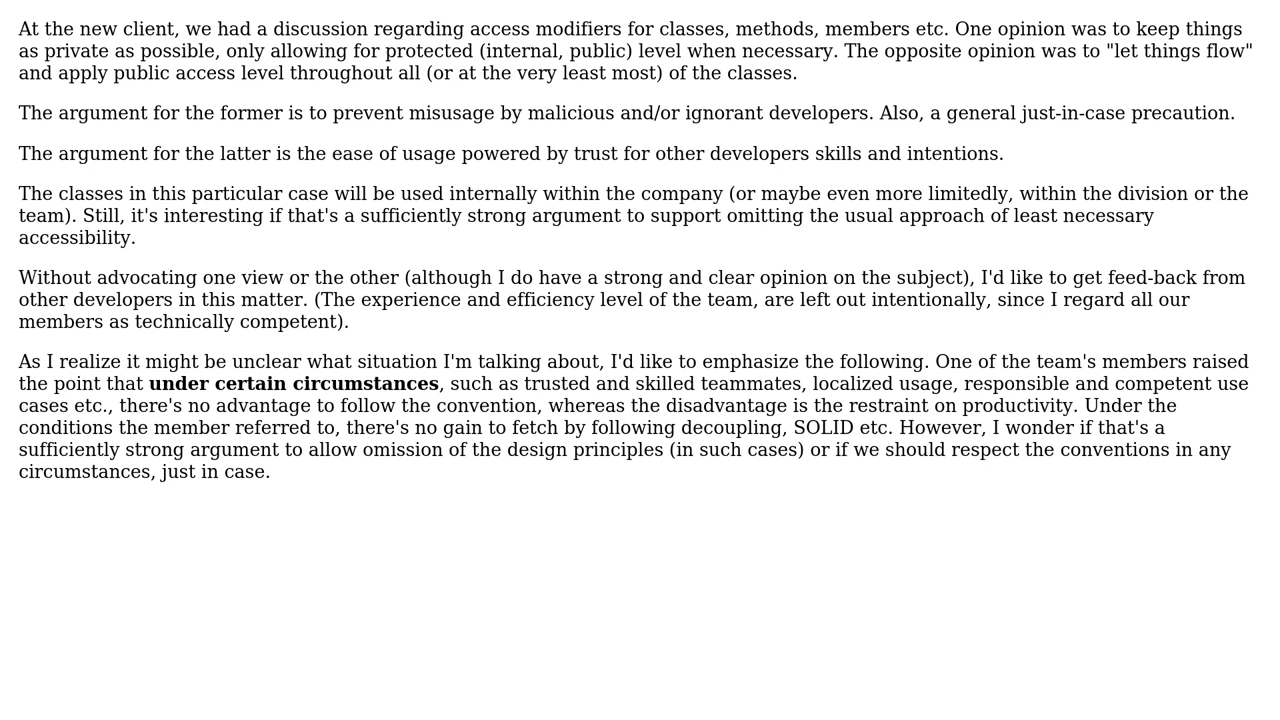 At the new client, we had a discussion regarding access modifiers for classes, methods, members etc. One opinion was to keep things
as private as possible, only allowing for protected (internal, public) level when necessary. The opposite opinion was to "let things flow"
and apply public access level throughout all (or at the very least most) of the classes.
The argument for the former is to prevent misusage by malicious and/or ignorant developers. Also, a general just-in-case precaution.
The argument for the latter is the ease of usage powered by trust for other developers skills and intentions.
The classes in this particular case will be used internally within the company (or maybe even more limitedly, within the division or the
team). Still, it's interesting if that's a sufficiently strong argument to support omitting the usual approach of least necessary
accessibility.
Without advocating one view or the other (although I do have a strong and clear opinion on the subject), I'd like to get feed-back from
other developers in this matter. (The experience and efficiency level of the team, are left out intentionally, since I regard all our
members as technically competent).
As I realize it might be unclear what situation I'm talking about, I'd like to emphasize the following. One of the team's members raised
the point that under certain circumstances, such as trusted and skilled teammates, localized usage, responsible and competent use
cases etc., there's no advantage to follow the convention, whereas the disadvantage is the restraint on productivity. Under the
conditions the member referred to, there's no gain to fetch by following decoupling, SOLID etc. However, I wonder if that's a
sufficiently strong argument to allow omission of the design principles (in such cases) or if we should respect the conventions in any
circumstances, just in case.